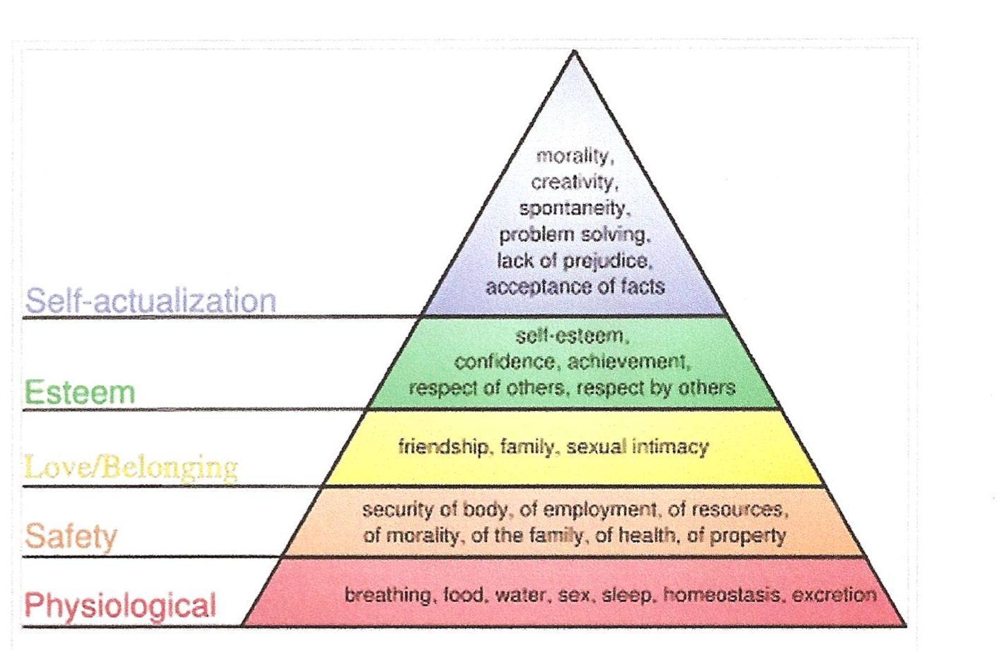 morality,
creativity,
spontaneity,
problem solving,
lack of prejudice,
acceptance of facts
Self-actualization
self-esteem,
confidence, achievement,
respect of others, respect by others
Esteem
friendship, family, sexual intimacy
Love/Belonging
security of body, of employment, of resources,
of morality, of the family, of health, of property
Safety
breathing, food, water, sex, sleep, homeostasis, excretion
Physiological